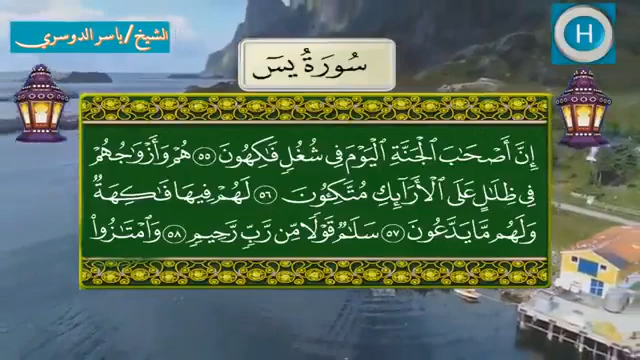 الشيخ/ياسر الدوسري
H
سُورَةُ يسٓ
إِنَّ أَصْحَٰبَ ٱلْجَنَّةِ ٱلْيَوْمَ فِى شُغُلٍ فَٰكِهُونَ ٥٥ هُمْ وَأَزْوَٰجُهُمْ
فِى ظِلَٰلٍ عَلَى ٱلْأَرَآئِكِ مُتَّكِـُٔونَ ٥٦ لَهُمْ فِيهَا فَٰكِهَةٌ
وَلَهُم مَّا يَدَّعُونَ ٥٧ سَلَٰمٌ قَوْلًا مِّن رَّبٍّ رَّحِيمٍ ٥٨ وَٱمْتَٰزُوا۟